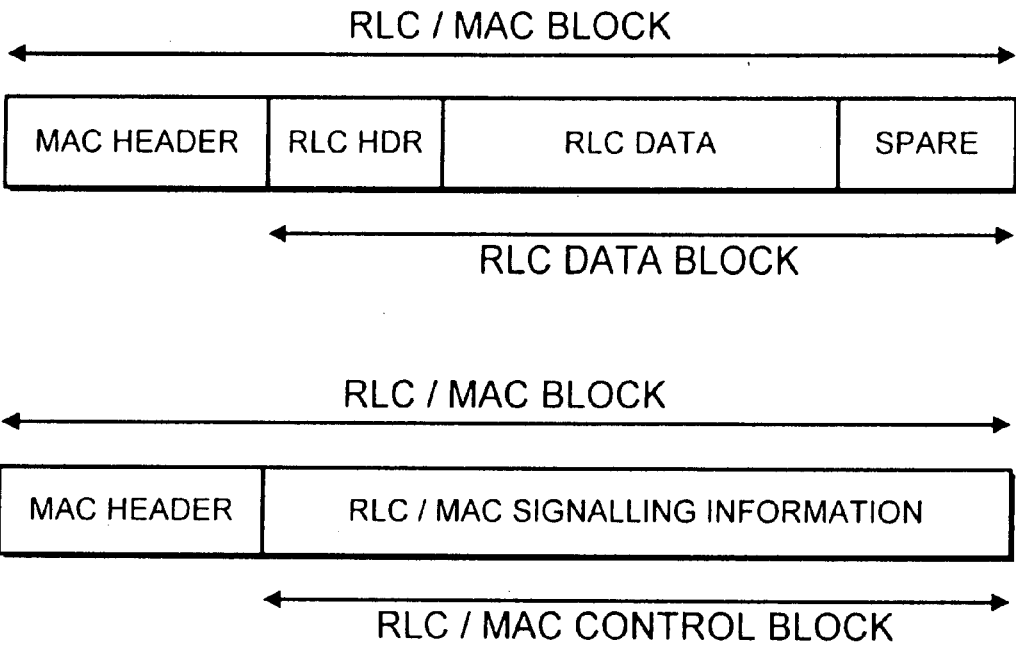 RLC / MAC BLOCK
MAC HEADER RLC HDR RLC DATA SPARE
RLC DATA BLOCK
RLC / MAC BLOCK
MAC HEADER RLC / MAC SIGNALLING INFORMATION
RLC / MAC CONTROL BLOCK